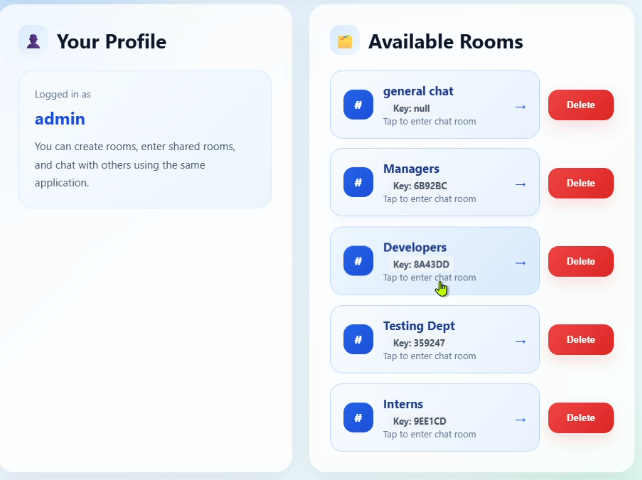 Your Profile
Logged in as
admin
You can create rooms, enter shared rooms,
and chat with others using the same
application.
Available Rooms
#
general chat
Key: null
Tap to enter chat room
→
Delete
#
Managers
Key: 6B92BC
Tap to enter chat room
→
Delete
#
Developers
Key: 8A43DD
Tap to enter chat room
→
Delete
#
Testing Dept
Key: 359247
Tap to enter chat room
→
Delete
#
Interns
Key: 9EE1CD
Tap to enter chat room
→
Delete